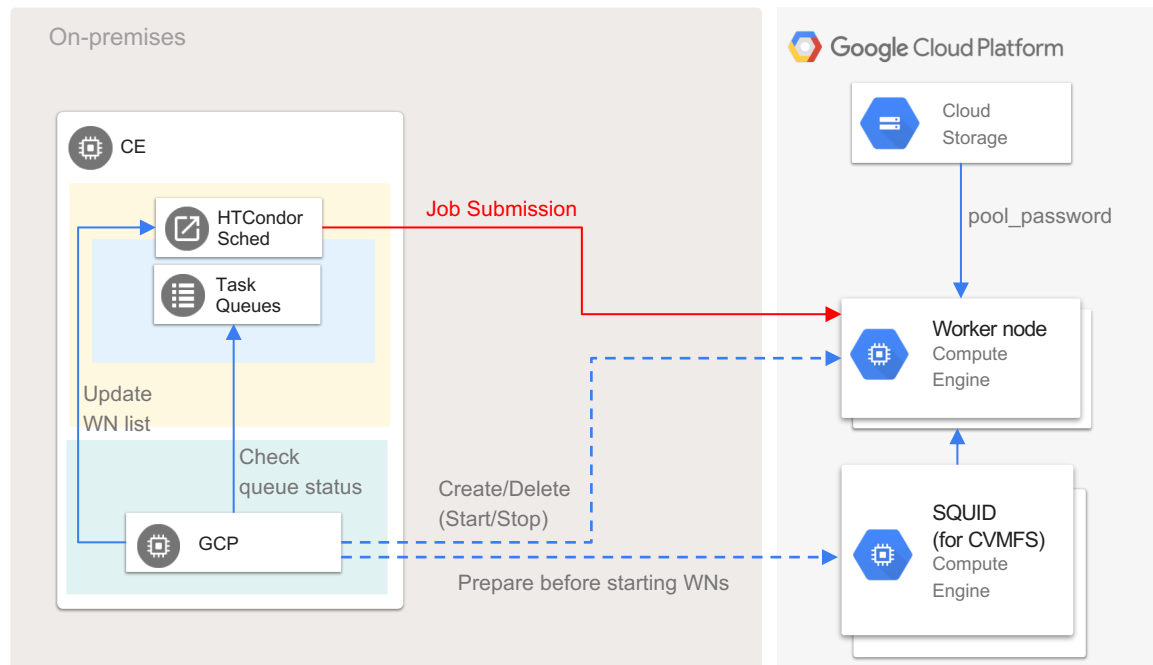 On-premises
Google Cloud Platform
Cloud
Storage
CE
HTCondor
Sched
Job Submission
pool_password
Task
Queues
Worker node
Compute
Engine
Update
WN list
Check
queue status
Create/Delete
(Start/Stop)
SQUID
(for CVMFS)
Compute
Engine
GCP
Prepare before starting WNs